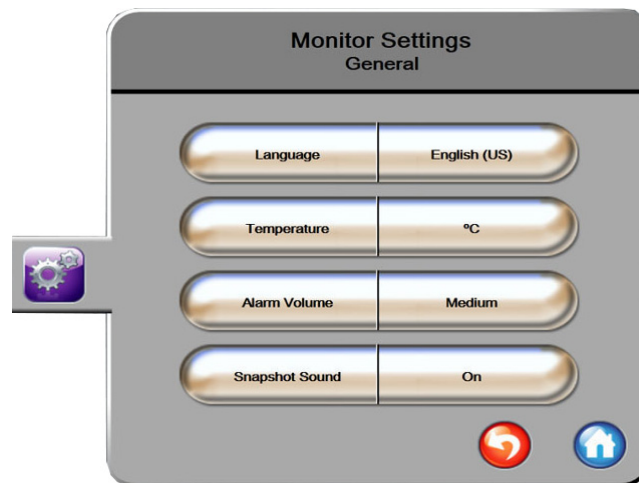 Monitor Settings
General
Language English (US)
Temperature ºC
Alarm Volume Medium
Snapshot Sound On